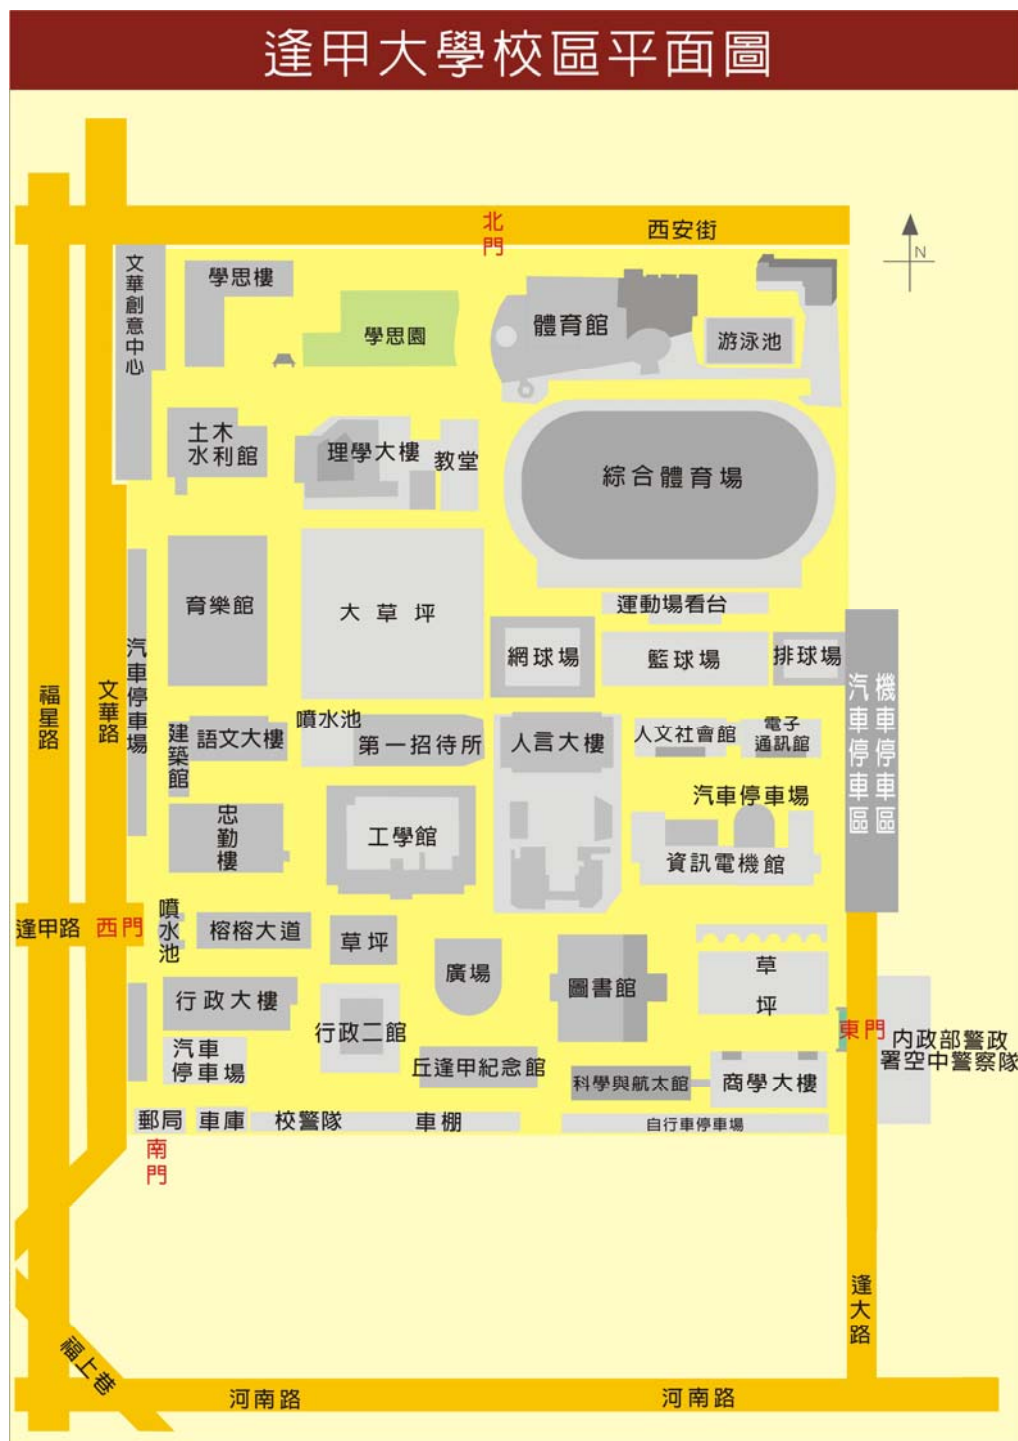 逢甲大學校區平面圖
北門
西安街
N
文華創意中心
學思樓
學思園
體育館
游泳池
土木
水利館
理學大樓
教堂
綜合體育場
育樂館
大草坪
運動場看台
網球場
籃球場
排球場
汽車停車場
福星路
文華路
汽車停車區
機車停車區
建築館
語文大樓
噴水池
第一招待所
人言大樓
人文社會館
電子
通訊館
汽車停車場
忠勤樓
工學館
資訊電機館
逢甲路
西門
噴水池
榕榕大道
草坪
廣場
圖書館
草坪
行政大樓
行政二館
東門
內政部警政
署空中警察隊
汽車
停車場
丘逢甲紀念館
科學與航太館
商學大樓
郵局
車庫
校警隊
車棚
自行車停車場
南門
逢大路
福上巷
河南路
河南路